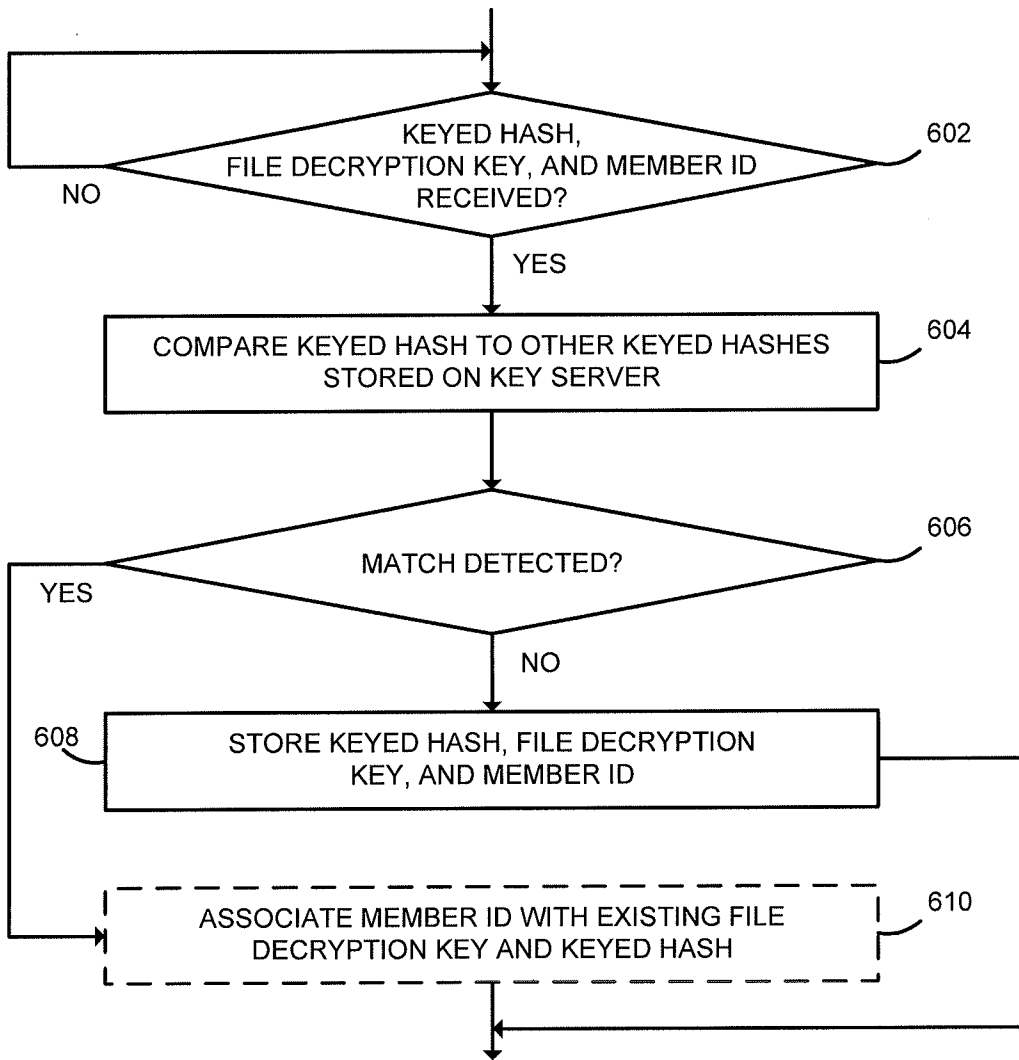 KEYED HASH,
FILE DECRYPTION KEY, AND MEMBER ID
RECEIVED?
602
NO
YES
COMPARE KEYED HASH TO OTHER KEYED HASHES
STORED ON KEY SERVER
604
MATCH DETECTED?
606
YES
NO
608
STORE KEYED HASH, FILE DECRYPTION
KEY, AND MEMBER ID
ASSOCIATE MEMBER ID WITH EXISTING FILE
DECRYPTION KEY AND KEYED HASH
610